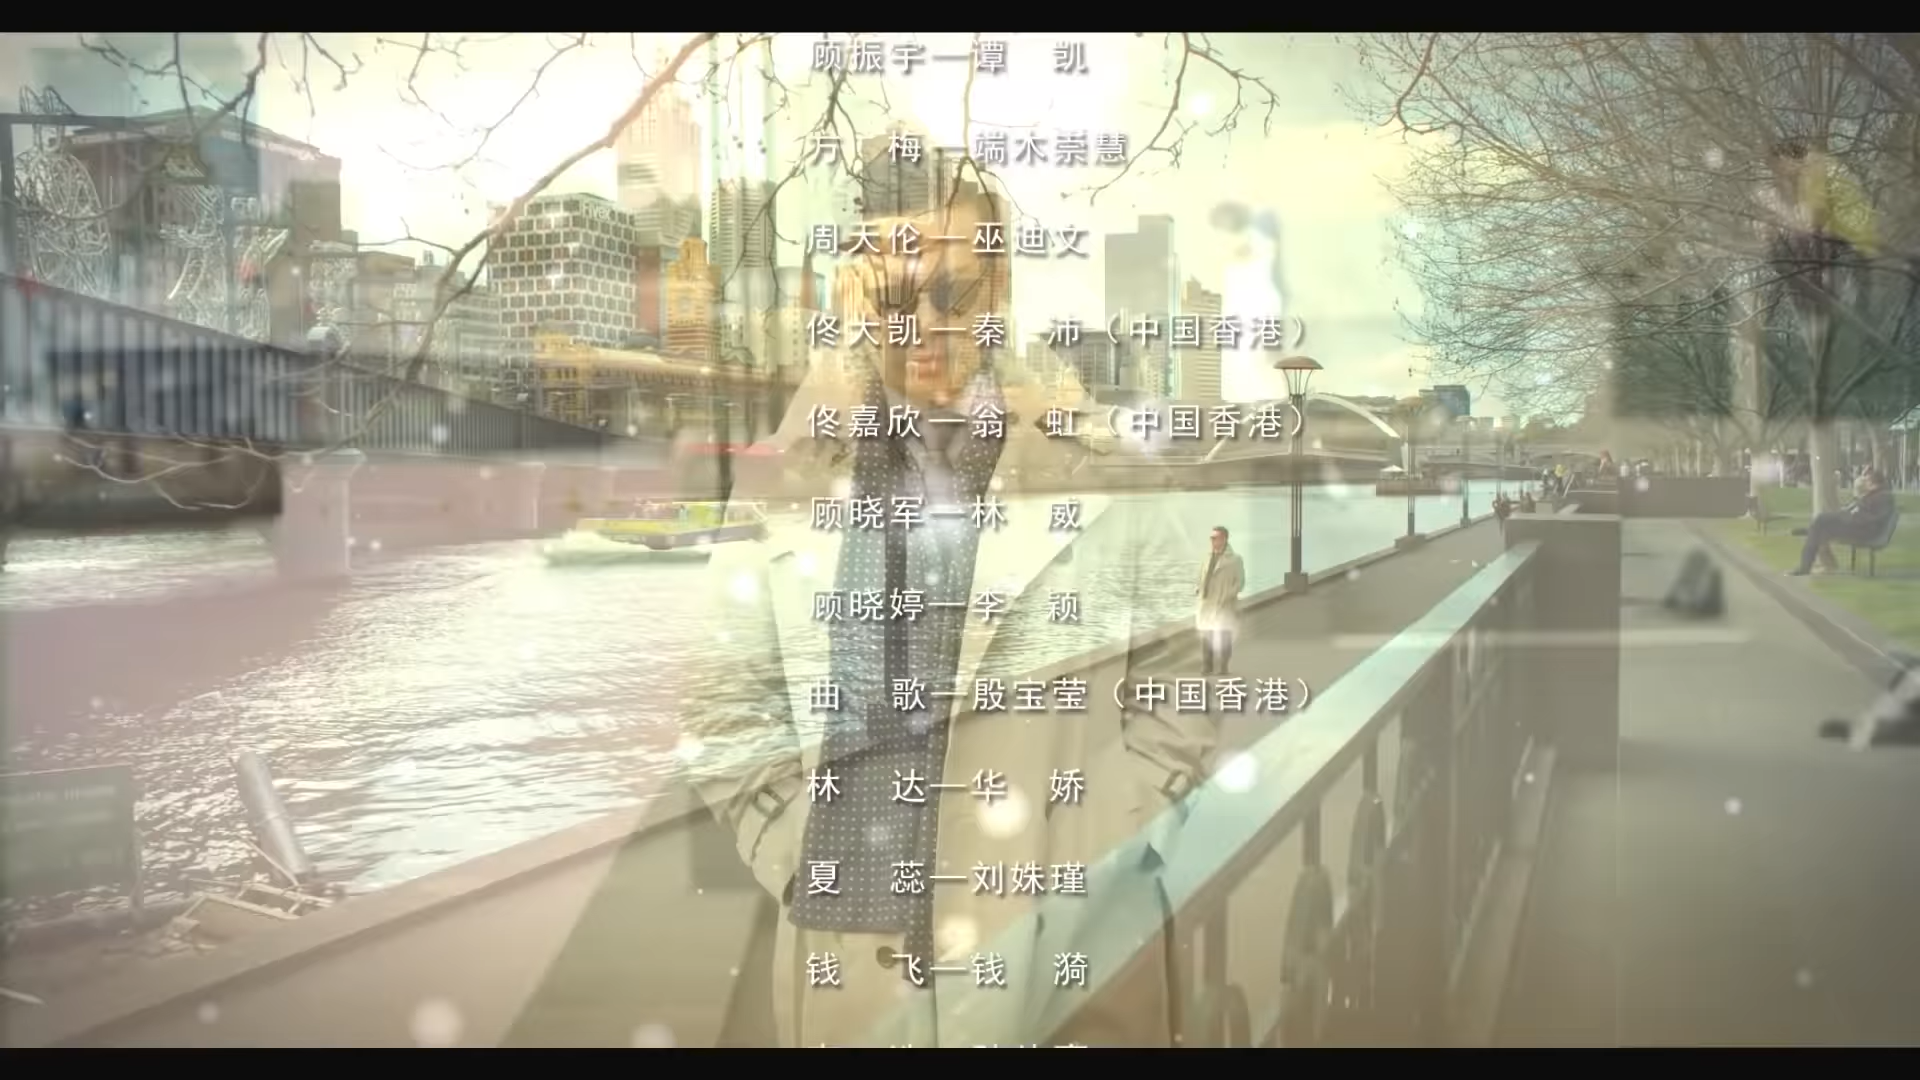 顾振宇—谭　凯
方　梅—端木崇慧
周天伦—巫迪文
佟大凯—秦　沛（中国香港）
佟嘉欣—翁　虹（中国香港）
顾晓军—林　威
顾晓婷—李　颖
曲　歌—殷宝莹（中国香港）
林　达—华　娇
夏　蕊—刘姝瑾
钱　飞—钱　漪